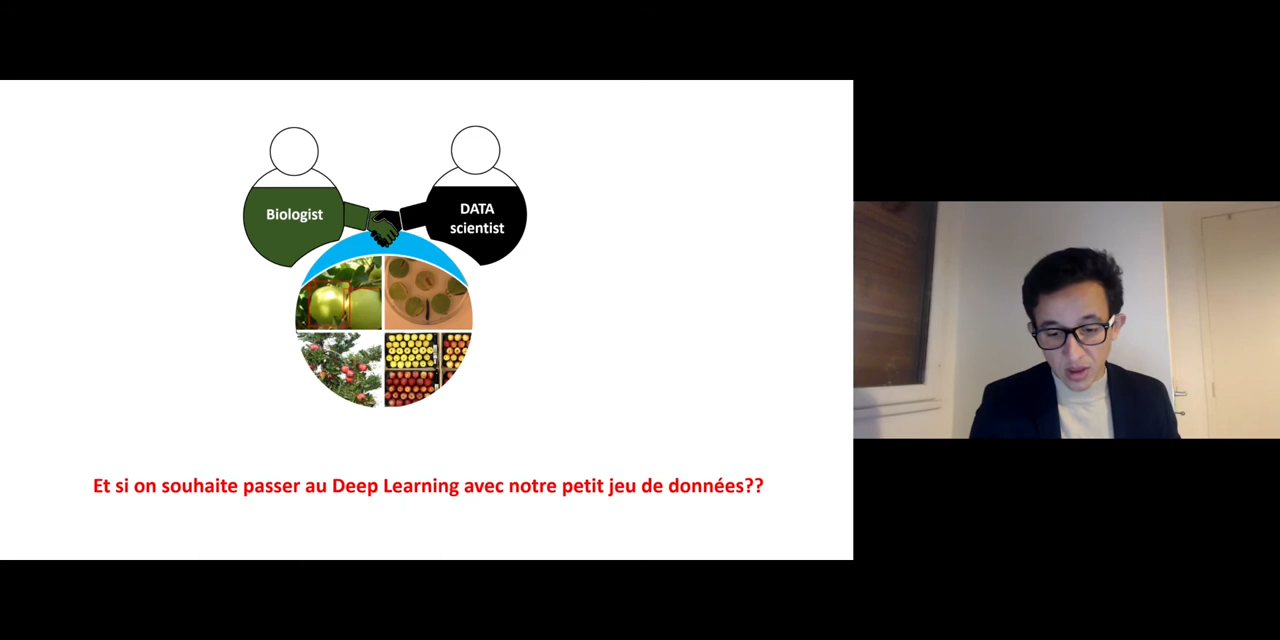 Biologist
DATA
scientist
Et si on souhaite passer au Deep Learning avec notre petit jeu de données??